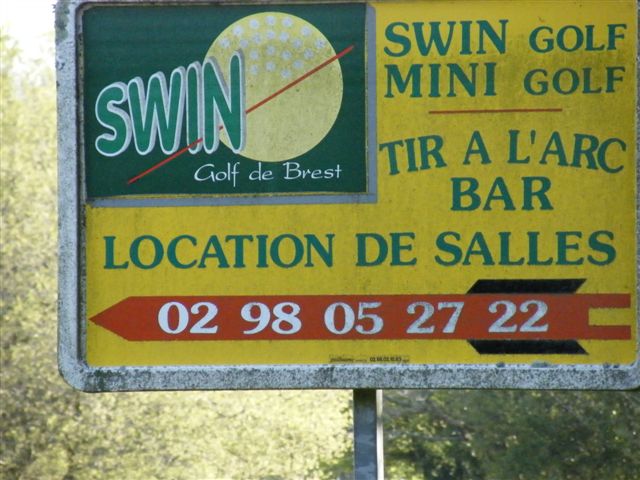 SWIN
Golf de Brest
SWIN GOLF
MINI GOLF
TIR A L'ARC
BAR
LOCATION DE SALLES
02 98 05 27 22